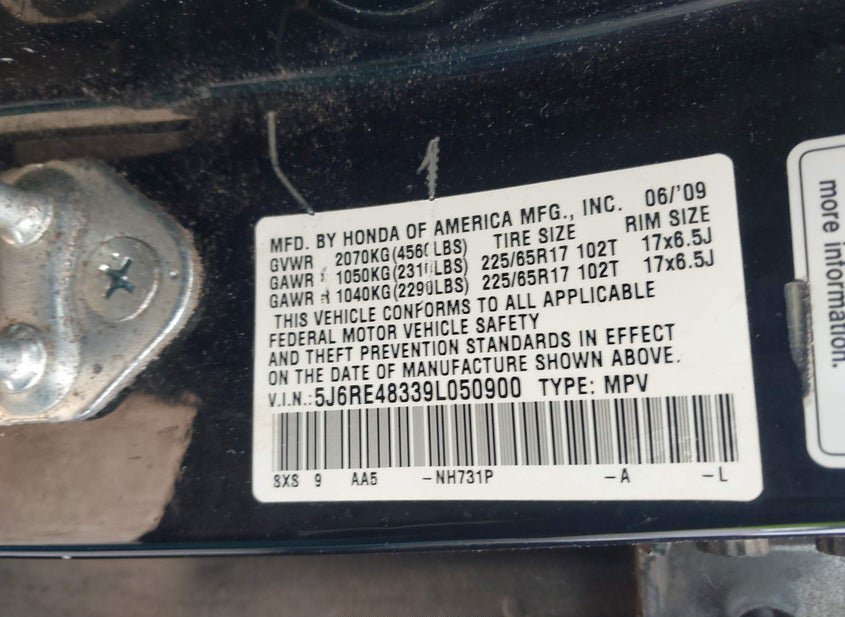 MFD. BY HONDA OF AMERICA MFG., INC. 06/'09
GVWR 2070KG(4560LBS) TIRE SIZE RIM SIZE
GAWR F 1050KG(2310LBS) 225/65R17 102T 17x6.5J
GAWR R 1040KG(2290LBS) 225/65R17 102T 17x6.5J
THIS VEHICLE CONFORMS TO ALL APPLICABLE
FEDERAL MOTOR VEHICLE SAFETY
AND THEFT PREVENTION STANDARDS IN EFFECT
ON THE DATE OF MANUFACTURE SHOWN ABOVE.
V.I.N.: 5J6RE48339L050900 TYPE: MPV
SXS 9 AA5 -NH731P -A -L
more information.